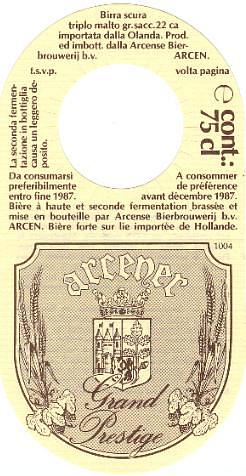 Birra scura
triplo malto gr.sacc.22 ca
importata dalla Olanda. Prod.
ed imbott. dalla Arcense Bier-
brouwerij b.v. ARCEN.
t.s.v.p. volta pagina
La seconda fermen-
tazione in bottiglia
causa un leggero de-
posito.
e cont.:
75 cl
Da consumarsi
preferibilmente
entro fine 1987.
A consommer
de préférence
avant décembre 1987.
Bière à haute et seconde fermentation brassée et
mise en bouteille par Arcense Bierbrouwerij b.v.
ARCEN. Bière forte sur lie importée de Hollande.
1004
arcener
Grand
Prestige